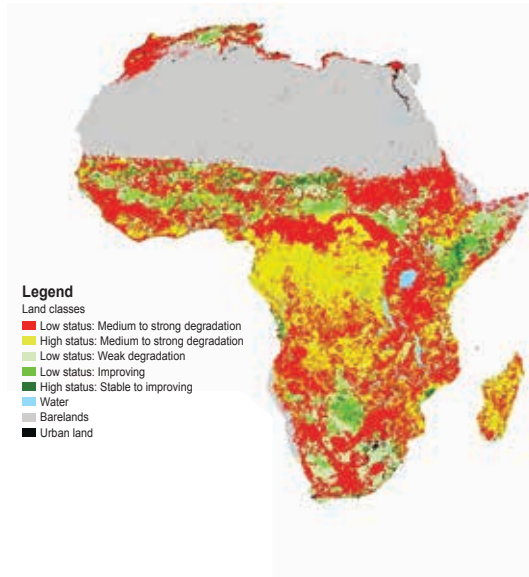 Legend
Land classes
Low status: Medium to strong degradation
High status: Medium to strong degradation
Low status: Weak degradation
Low status: Improving
High status: Stable to improving
Water
Barelands
Urban land